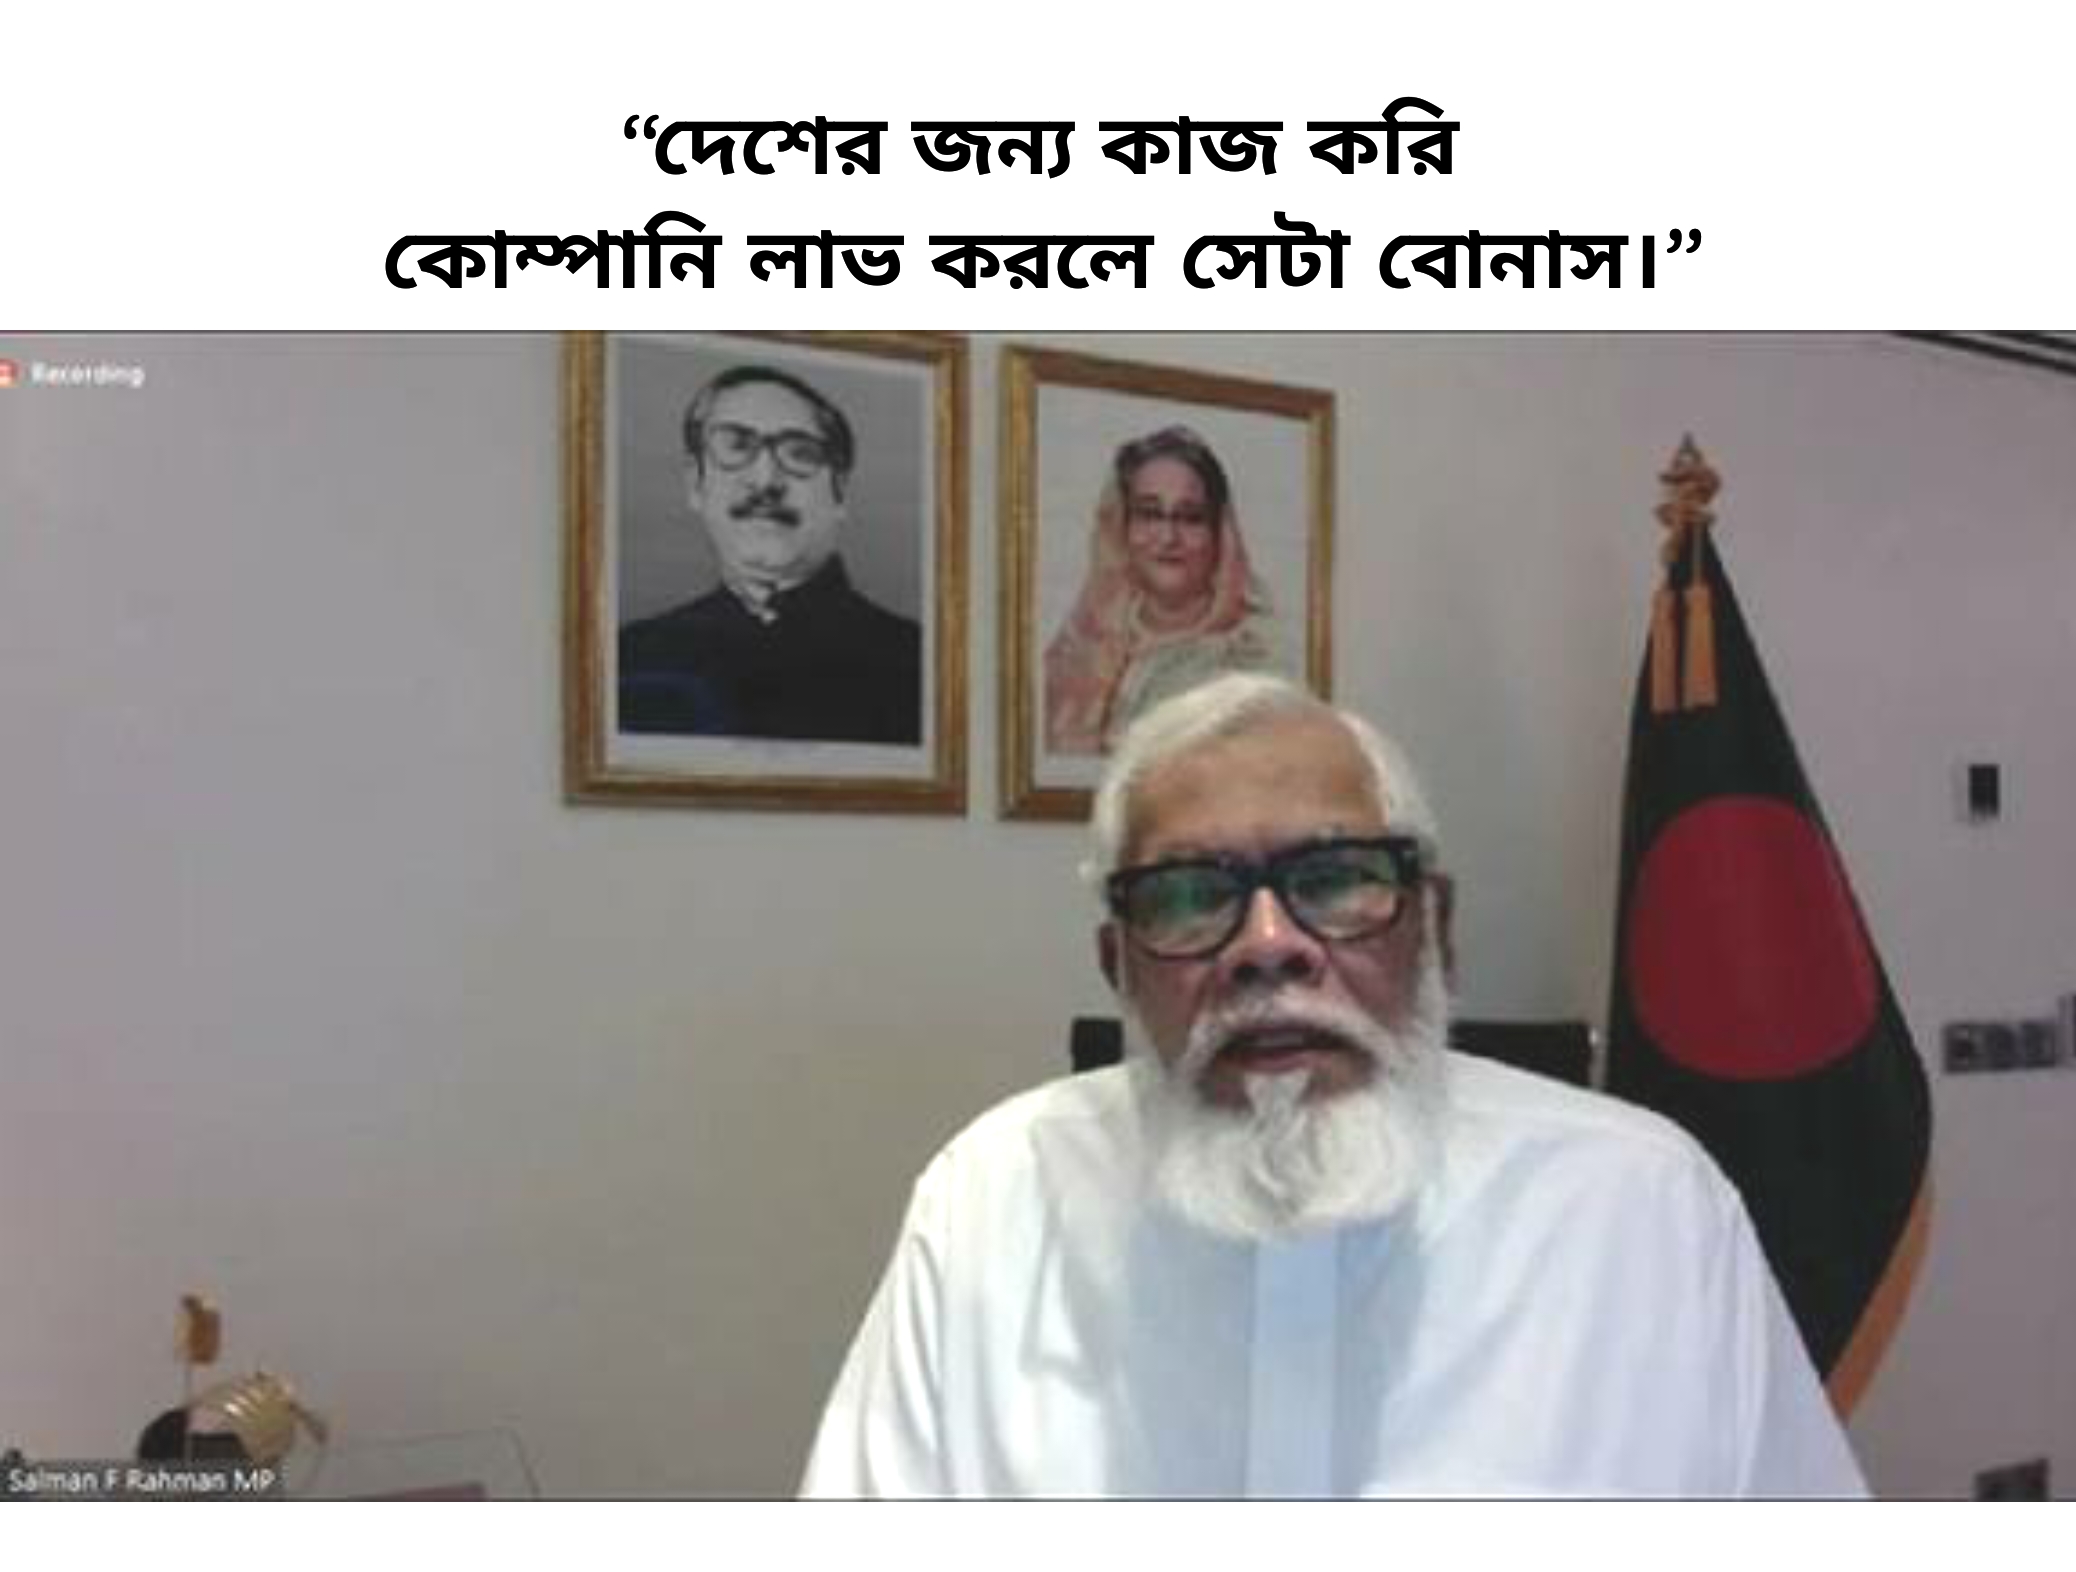 “দেশের জন্য কাজ করি
কোম্পানি লাভ করলে সেটা বোনাস।”
Recording
Salman F Rahman MP